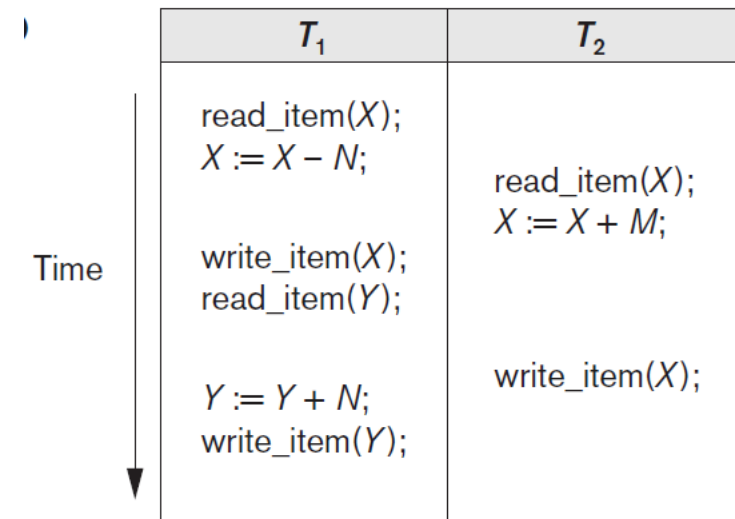 )
T₁
T₂
read_item(X);
X := X – N;
read_item(X);
X := X + M;
Time
write_item(X);
read_item(Y);
write_item(X);
Y := Y + N;
write_item(Y);